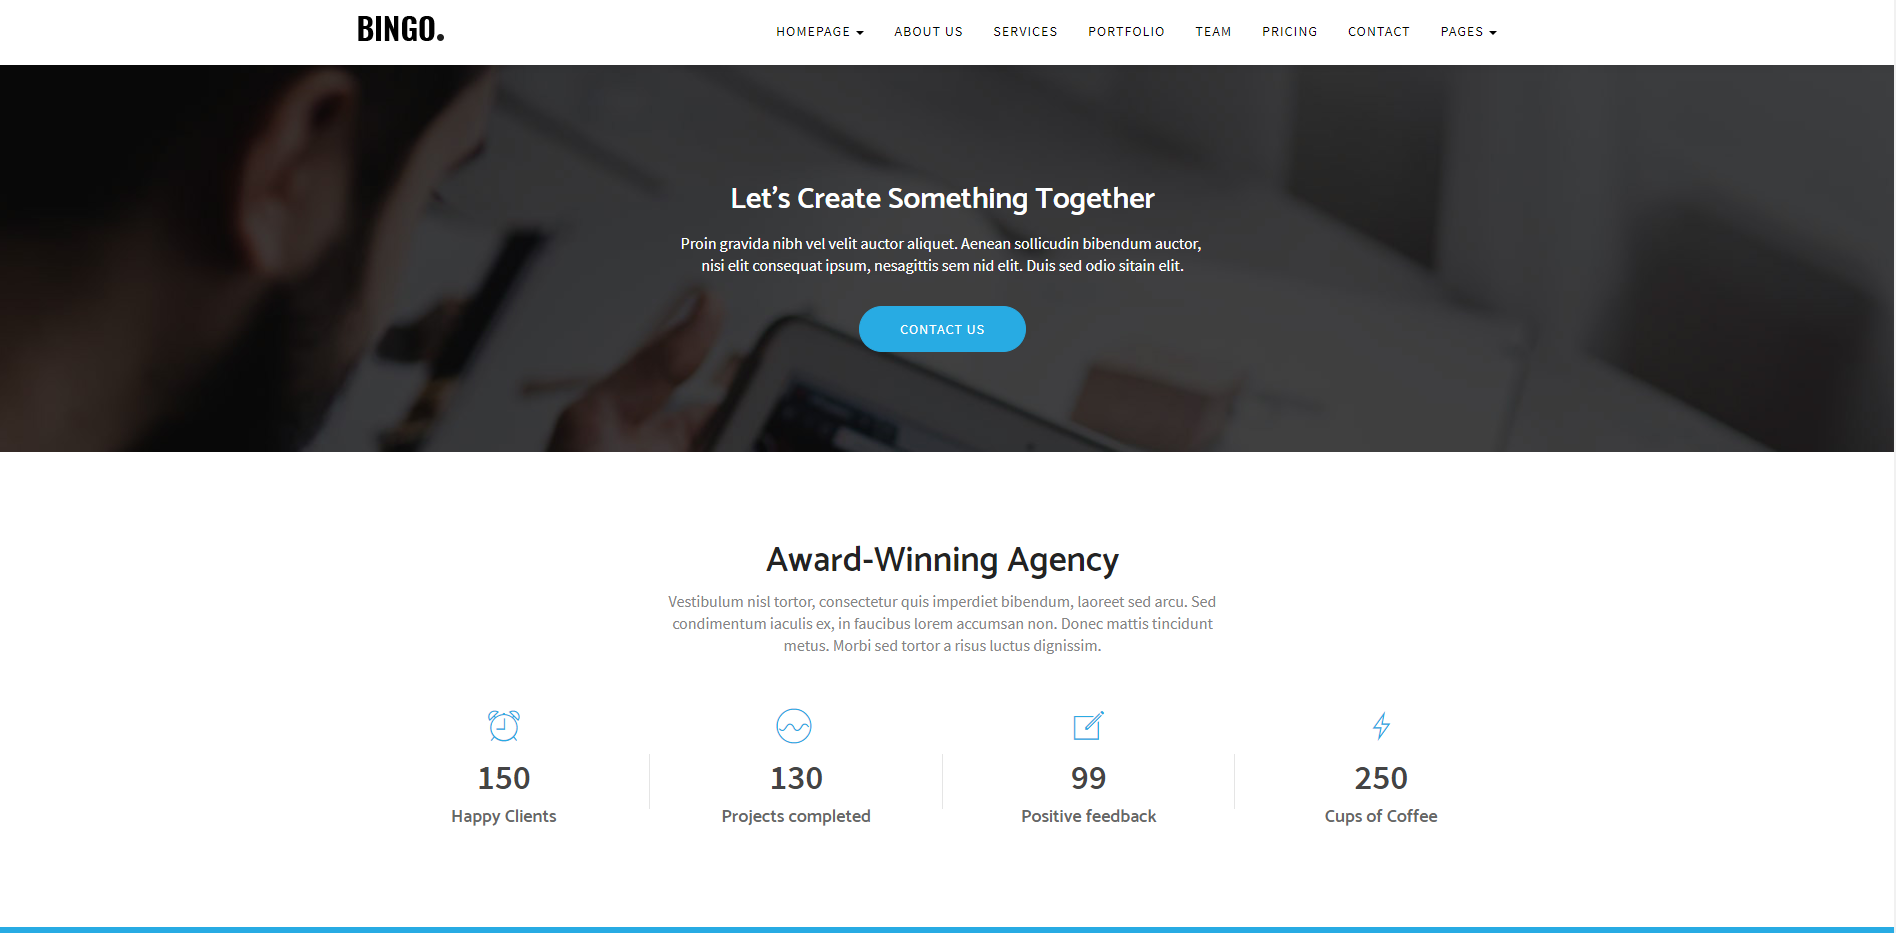 BINGO.
HOMEPAGE ABOUT US SERVICES PORTFOLIO TEAM PRICING CONTACT PAGES
Let's Create Something Together
Proin gravida nibh vel velit auctor aliquet. Aenean sollicudin bibendum auctor,
nisi elit consequat ipsum, nesagittis sem nid elit. Duis sed odio sitain elit.
CONTACT US
Award-Winning Agency
Vestibulum nisl tortor, consectetur quis imperdiet bibendum, laoreet sed arcu. Sed
condimentum iaculis ex, in faucibus lorem accumsan non. Donec mattis tincidunt
metus. Morbi sed tortor a risus luctus dignissim.
150
Happy Clients
130
Projects completed
99
Positive feedback
250
Cups of Coffee